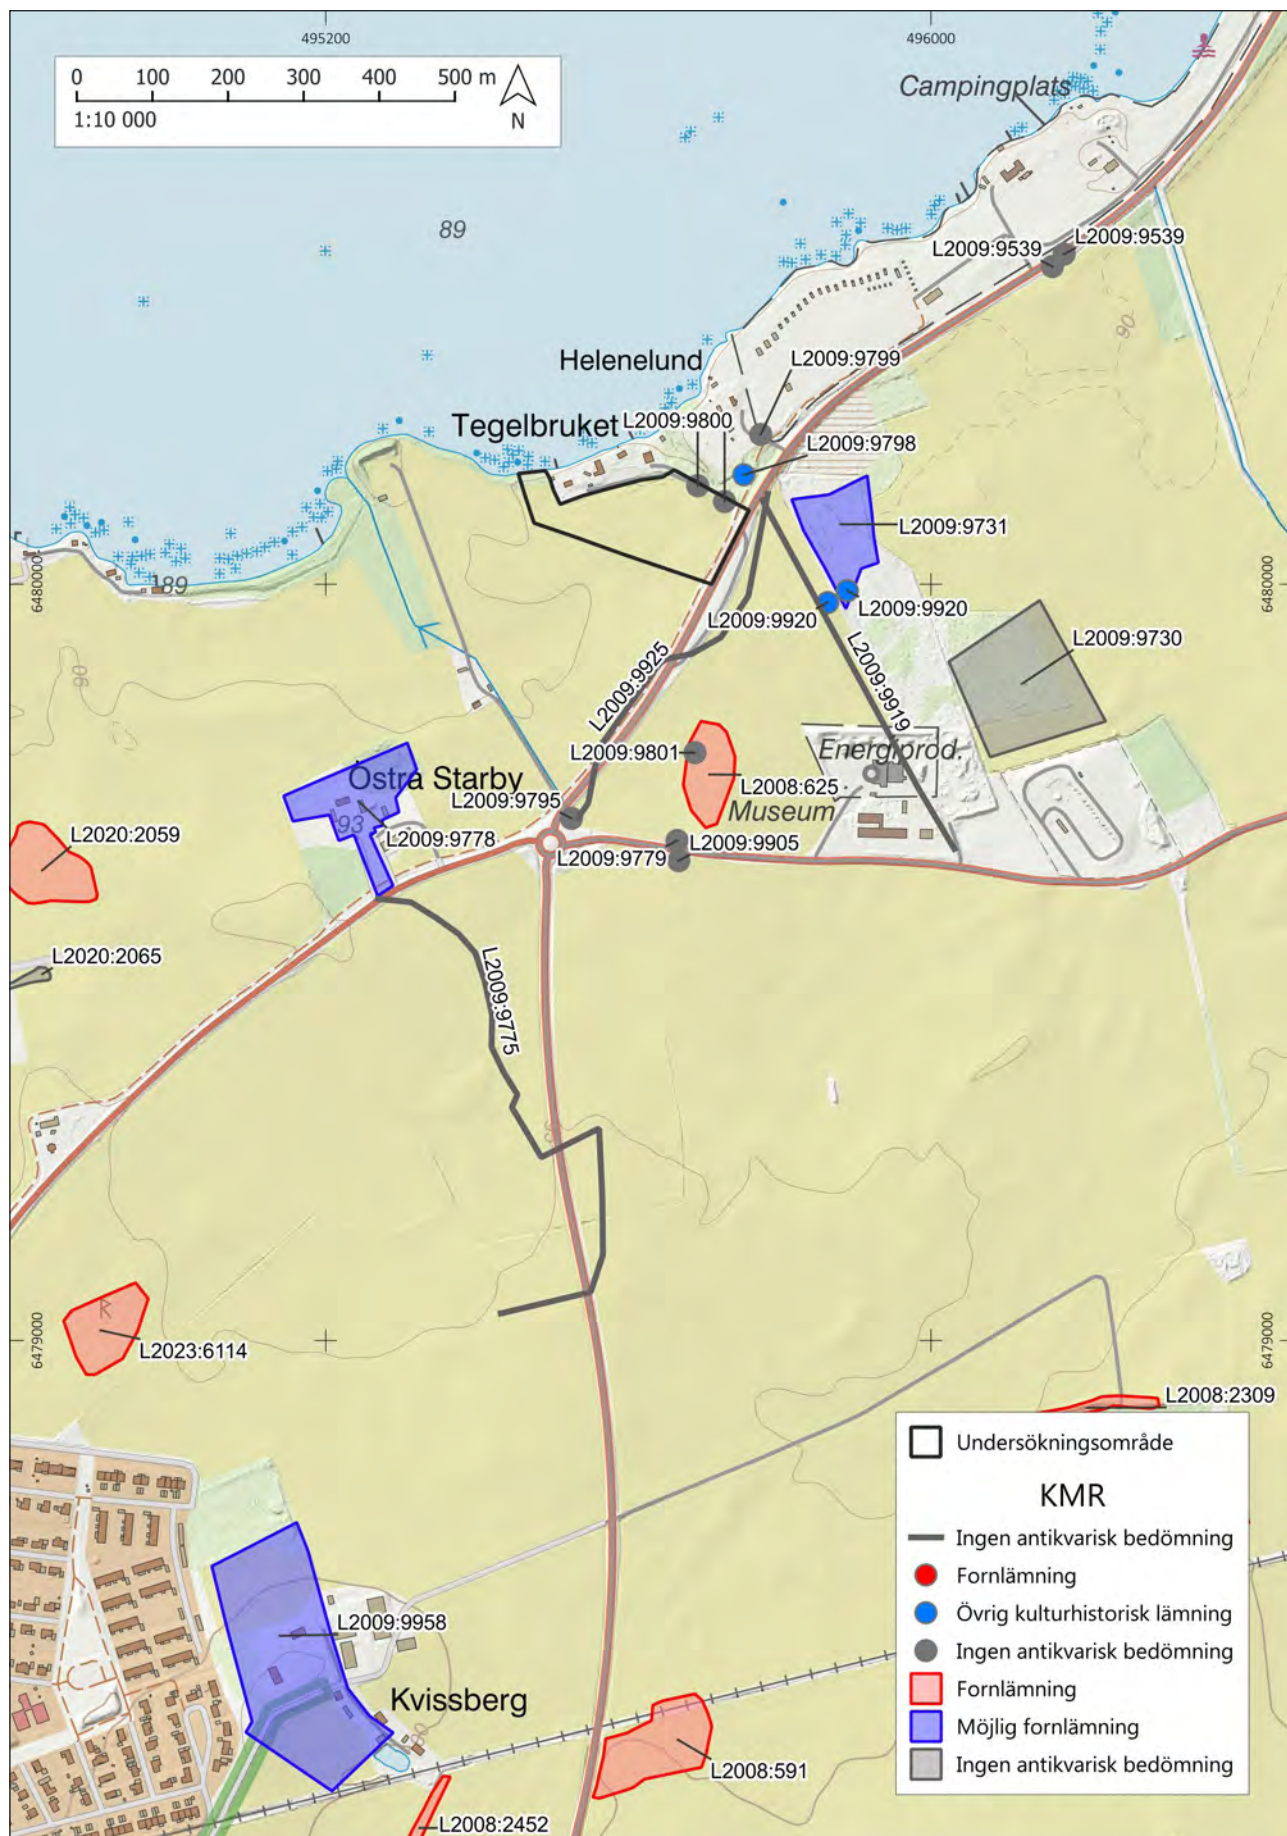 495200
496000
0 100 200 300 400 500 m
1:10 000
N
Campingplats
89
L2009:9539
L2009:9539
90
Helenelund
L2009:9799
Tegelbruket
L2009:9800
L2009:9798
L2009:9731
6480000
6480000
89
L2009:9920
L2009:9920
L2009:9730
90
L2009:9925
L2009:9919
L2009:9801
Energiprod.
Östra Starby
L2008:625
L2009:9795
Museum
93
L2009:9778
L2020:2059
L2009:9905
L2009:9779
L2020:2065
L2009:9775
R
L2023:6114
6479000
6479000
L2008:2309
Undersökningsområde
KMR
Ingen antikvarisk bedömning
Fornlämning
Övrig kulturhistorisk lämning
Ingen antikvarisk bedömning
Fornlämning
Möjlig fornlämning
Ingen antikvarisk bedömning
L2009:9958
Kvissberg
L2008:591
L2008:2452